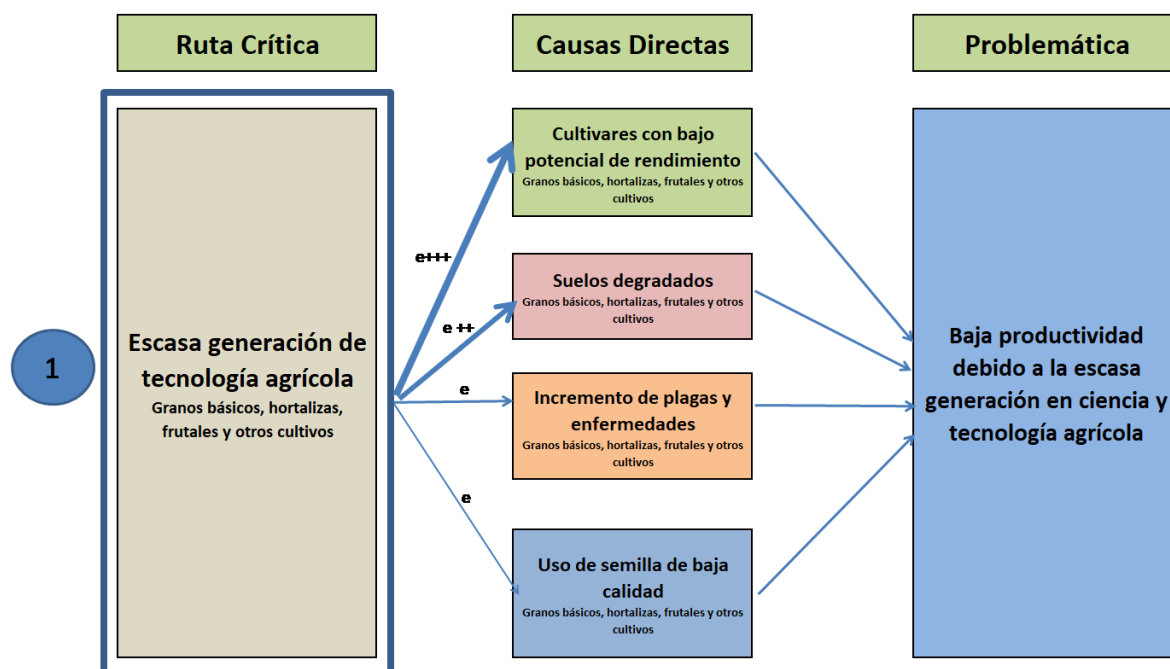 Ruta Crítica
Causas Directas
Problemática
1
Escasa generación de
tecnología agrícola
Granos básicos, hortalizas,
frutales y otros cultivos
e+++
e ++
e
e
Cultivares con bajo
potencial de rendimiento
Granos básicos, hortalizas, frutales y otros
cultivos
Suelos degradados
Granos básicos, hortalizas, frutales y otros
cultivos
Incremento de plagas y
enfermedades
Granos básicos, hortalizas, frutales y otros
cultivos
Uso de semilla de baja
calidad
Granos básicos, hortalizas, frutales y otros
cultivos
Baja productividad
debido a la escasa
generación en ciencia y
tecnología agrícola